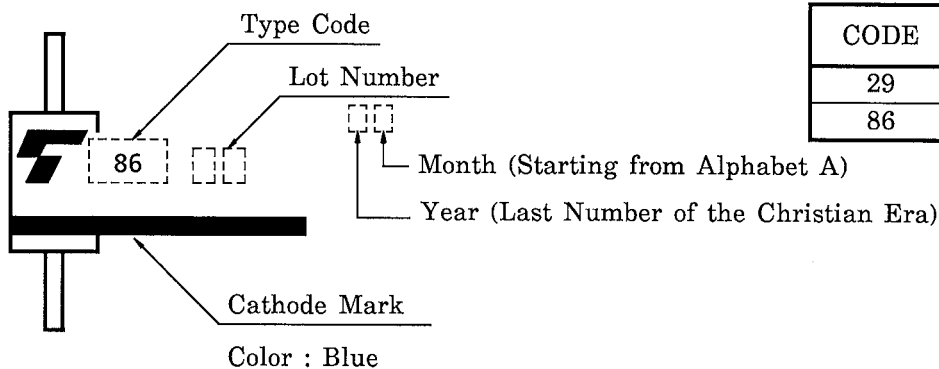 Type Code
Lot Number
86
Month (Starting from Alphabet A)
Year (Last Number of the Christian Era)
Cathode Mark
Color : Blue
CODE
29
86